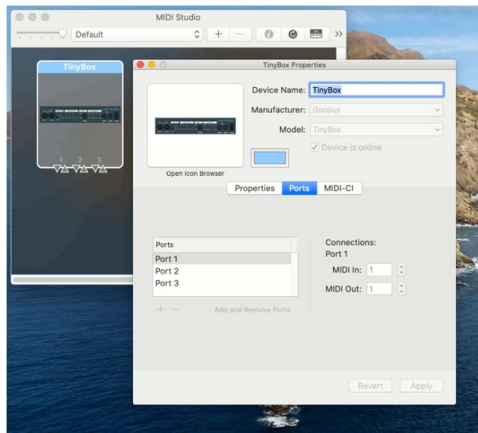 MIDI Studio
Default
TinyBox
1 2 3
TinyBox Properties
Device Name: TinyBox
Manufacturer: Gordius
Model: TinyBox
Device is online
Open Icon Browser
Properties Ports MIDI-CI
Ports
Port 1
Port 2
Port 3
Add and Remove Ports
Connections:
Port 1
MIDI In: 1
MIDI Out: 1
Revert Apply